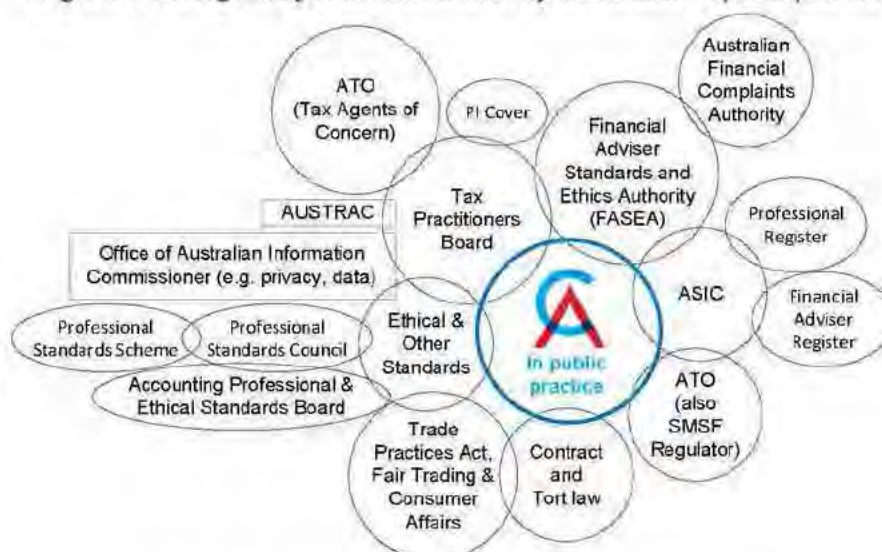 Australian
Financial
Complaints
Authority
ATO
(Tax Agents of
Concern)
PI Cover
Financial
Adviser
Standards and
Ethics Authority
(FASEA)
AUSTRAC
Tax
Practitioners
Board
Professional
Register
Office of Australian Information
Commissioner (e.g. privacy, data)
ASIC
Financial
Adviser
Register
Professional
Standards Scheme
Professional
Standards Council
Ethical &
Other
Standards
CA
In public
practice
Accounting Professional &
Ethical Standards Board
ATO
(also
SMSF
Regulator)
Trade
Practices Act,
Fair Trading &
Consumer
Affairs
Contract
and
Tort law